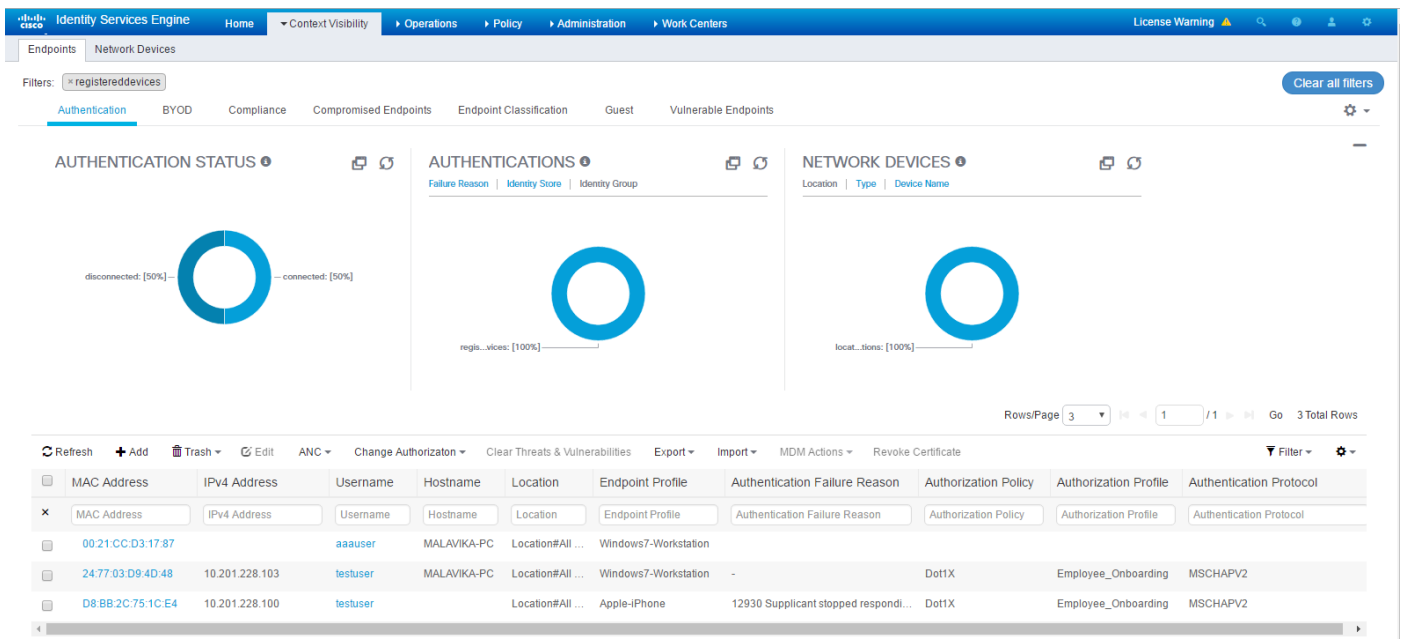 cisco Identity Services Engine Home Context Visibility Operations Policy Administration Work Centers License Warning
Endpoints Network Devices
Filters: × registereddevices Clear all filters
Authentication BYOD Compliance Compromised Endpoints Endpoint Classification Guest Vulnerable Endpoints
AUTHENTICATION STATUS AUTHENTICATIONS NETWORK DEVICES
Failure Reason | Identity Store | Identity Group Location | Type | Device Name
disconnected: [50%] connected: [50%]
regis...vices: [100%] locat...tions: [100%]
Rows/Page 3 1 / 1 Go 3 Total Rows
Refresh Add Trash Edit ANC Change Authorizaton Clear Threats & Vulnerabilities Export Import MDM Actions Revoke Certificate Filter
MAC Address IPv4 Address Username Hostname Location Endpoint Profile Authentication Failure Reason Authorization Policy Authorization Profile Authentication Protocol
× MAC Address IPv4 Address Username Hostname Location Endpoint Profile Authentication Failure Reason Authorization Policy Authorization Profile Authentication Protocol
00:21:CC:D3:17:87 aaauser MALAVIKA-PC Location#All ... Windows7-Workstation
24:77:03:D9:4D:48 10.201.228.103 testuser MALAVIKA-PC Location#All ... Windows7-Workstation - Dot1X Employee_Onboarding MSCHAPV2
D8:BB:2C:75:1C:E4 10.201.228.100 testuser Location#All ... Apple-iPhone 12930 Supplicant stopped respondi... Dot1X Employee_Onboarding MSCHAPV2